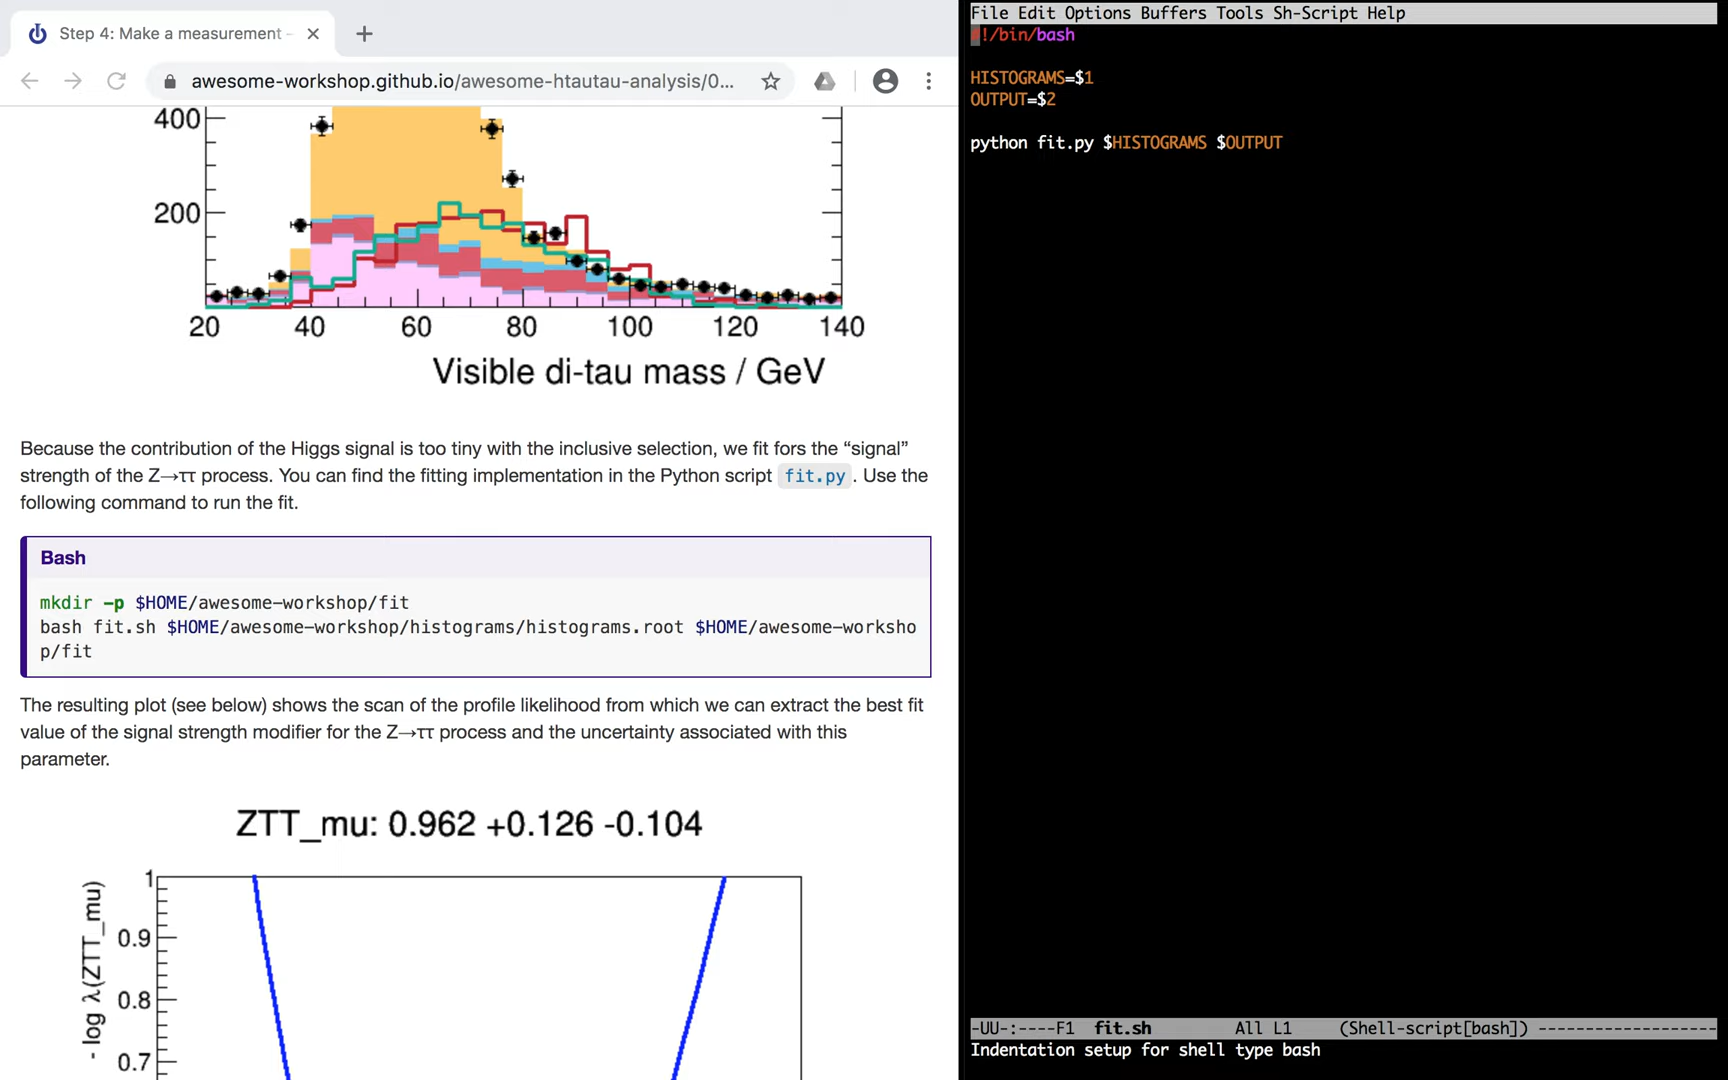 Step 4: Make a measurement –
awesome-workshop.github.io/awesome-htautau-analysis/0...
400
200
20 40 60 80 100 120 140
Visible di-tau mass / GeV
Because the contribution of the Higgs signal is too tiny with the inclusive selection, we fit fors the “signal”
strength of the Z→ττ process. You can find the fitting implementation in the Python script fit.py . Use the
following command to run the fit.
Bash
mkdir -p $HOME/awesome-workshop/fit
bash fit.sh $HOME/awesome-workshop/histograms/histograms.root $HOME/awesome-worksho
p/fit
The resulting plot (see below) shows the scan of the profile likelihood from which we can extract the best fit
value of the signal strength modifier for the Z→ττ process and the uncertainty associated with this
parameter.
ZTT_mu: 0.962 +0.126 -0.104
1
0.9
0.8
0.7
- log λ(ZTT_mu)
File Edit Options Buffers Tools Sh-Script Help
#!/bin/bash
HISTOGRAMS=$1
OUTPUT=$2
python fit.py $HISTOGRAMS $OUTPUT
-UU-:----F1 fit.sh All L1 (Shell-script[bash]) -----------------
Indentation setup for shell type bash